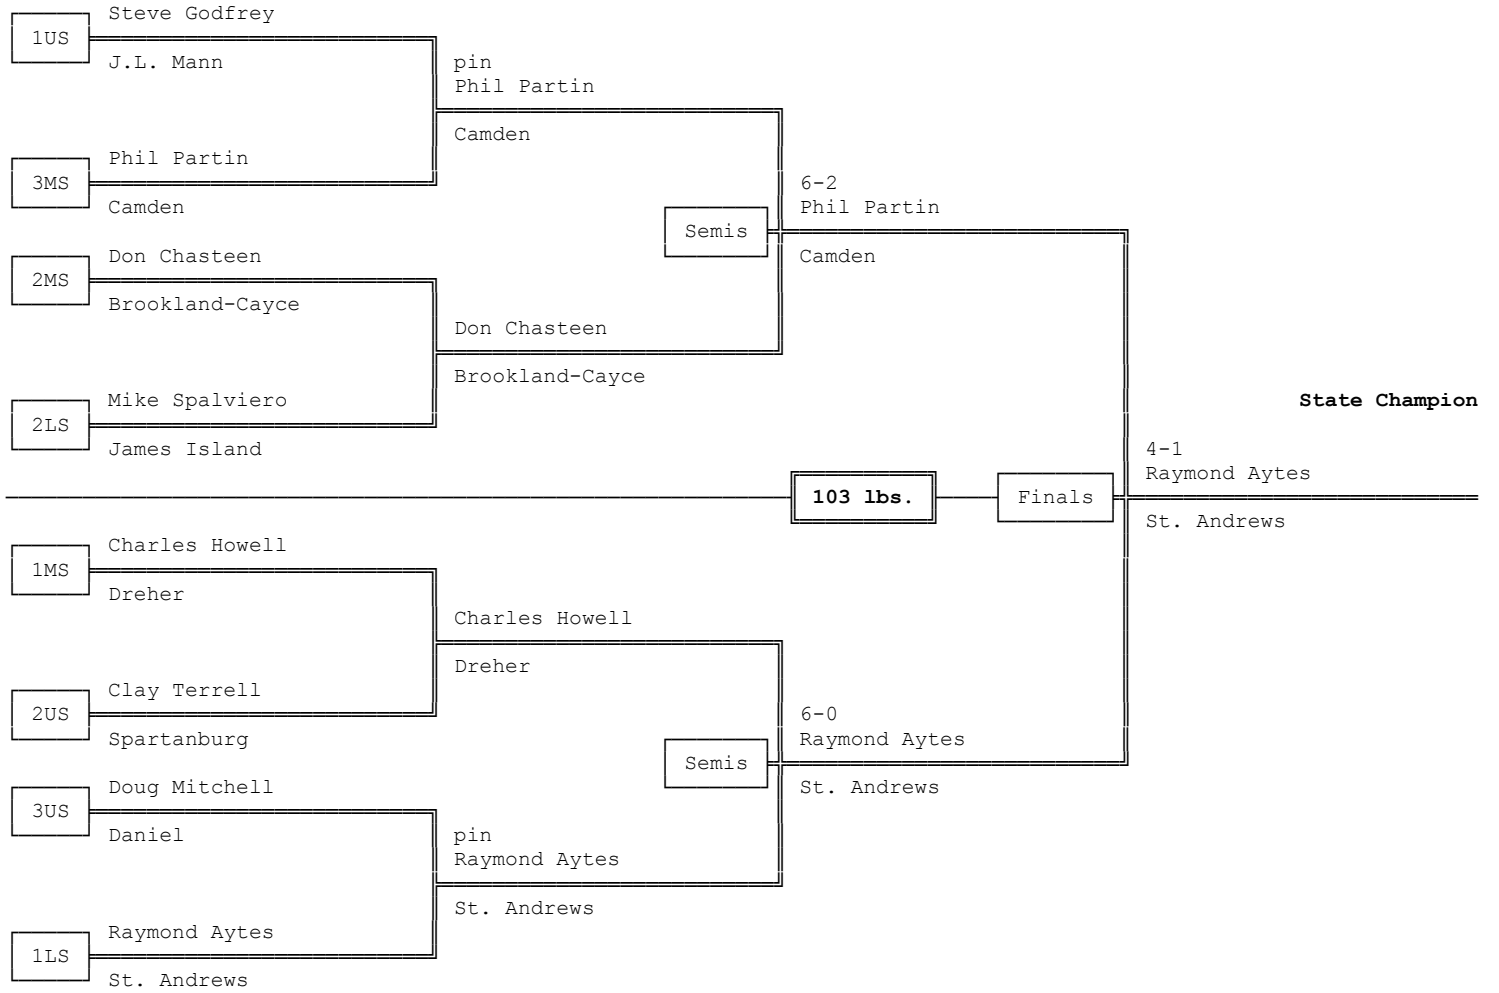 Steve Godfrey
1US
J.L. Mann
pin
Phil Partin
Camden
Phil Partin
3MS
Camden
6-2
Phil Partin
Semis
Camden
Don Chasteen
2MS
Brookland-Cayce
Don Chasteen
Brookland-Cayce
Mike Spalviero
2LS
James Island
State Champion
4-1
Raymond Aytes
103 lbs.
Finals
St. Andrews
Charles Howell
1MS
Dreher
Charles Howell
Dreher
Clay Terrell
2US
Spartanburg
6-0
Raymond Aytes
Semis
St. Andrews
Doug Mitchell
3US
Daniel
pin
Raymond Aytes
St. Andrews
Raymond Aytes
1LS
St. Andrews